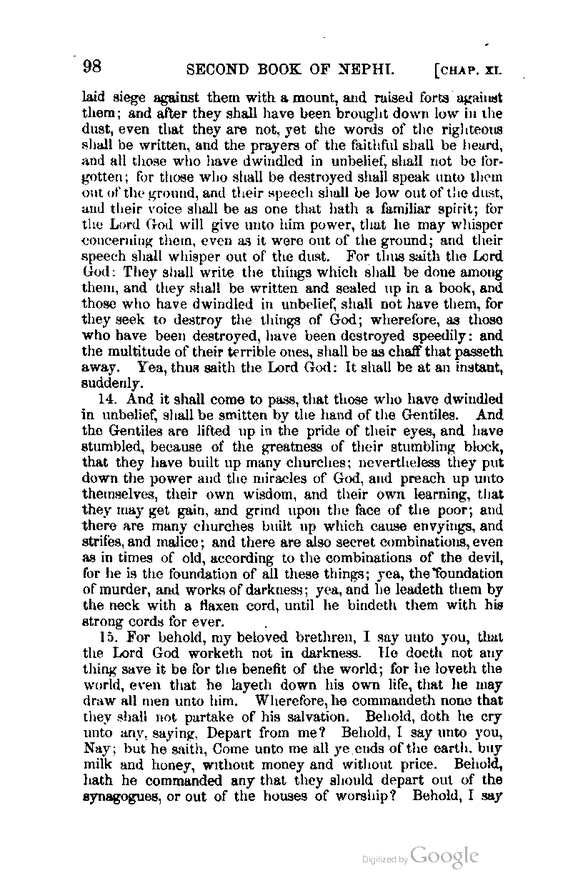 98 SECOND BOOK OF NEPHI. [CHAP. XI.
laid siege against them with a mount, and raised forts against
them; and after they shall have been brought down low in the
dust, even that they are not, yet the words of the righteous
shall be written, and the prayers of the faithful shall be heard,
and all those who have dwindled in unbelief, shall not be for-
gotten; for those who shall be destroyed shall speak unto them
out of the ground, and their speech shall be low out of the dust,
and their voice shall be as one that hath a familiar spirit; for
the Lord God will give unto him power, that he may whisper
concerning them, even as it were out of the ground; and their
speech shall whisper out of the dust. For thus saith the Lord
God: They shall write the things which shall be done among
them, and they shall be written and sealed up in a book, and
those who have dwindled in unbelief, shall not have them, for
they seek to destroy the things of God; wherefore, as those
who have been destroyed, have been destroyed speedily: and
the multitude of their terrible ones, shall be as chaff that passeth
away. Yea, thus saith the Lord God: It shall be at an instant,
suddenly.
14. And it shall come to pass, that those who have dwindled
in unbelief, shall be smitten by the hand of the Gentiles. And
the Gentiles are lifted up in the pride of their eyes, and have
stumbled, because of the greatness of their stumbling block,
that they have built up many churches; nevertheless they put
down the power and the miracles of God, and preach up unto
themselves, their own wisdom, and their own learning, that
they may get gain, and grind upon the face of the poor; and
there are many churches built up which cause envyings, and
strifes, and malice; and there are also secret combinations, even
as in times of old, according to the combinations of the devil,
for he is the foundation of all these things; yea, the foundation
of murder, and works of darkness; yea, and he leadeth them by
the neck with a flaxen cord, until he bindeth them with his
strong cords for ever.
15. For behold, my beloved brethren, I say unto you, that
the Lord God worketh not in darkness. He doeth not any
thing save it be for the benefit of the world; for he loveth the
world, even that he layeth down his own life, that he may
draw all men unto him. Wherefore, he commandeth none that
they shall not partake of his salvation. Behold, doth he cry
unto any, saying, Depart from me? Behold, I say unto you,
Nay; but he saith, Come unto me all ye ends of the earth, buy
milk and honey, without money and without price. Behold,
hath he commanded any that they should depart out of the
synagogues, or out of the houses of worship? Behold, I say
Digitized by Google